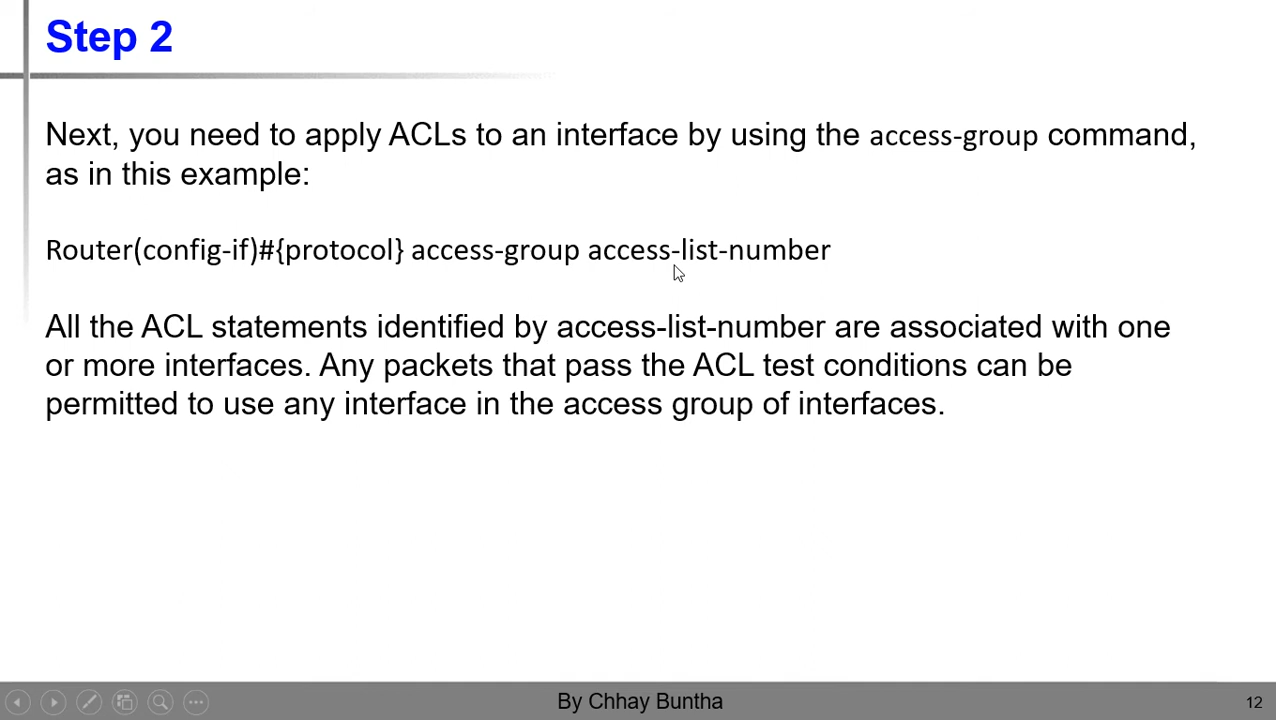 Step 2
Next, you need to apply ACLs to an interface by using the access-group command,
as in this example:
Router(config-if)#{protocol} access-group access-list-number
All the ACL statements identified by access-list-number are associated with one
or more interfaces. Any packets that pass the ACL test conditions can be
permitted to use any interface in the access group of interfaces.
By Chhay Buntha
12